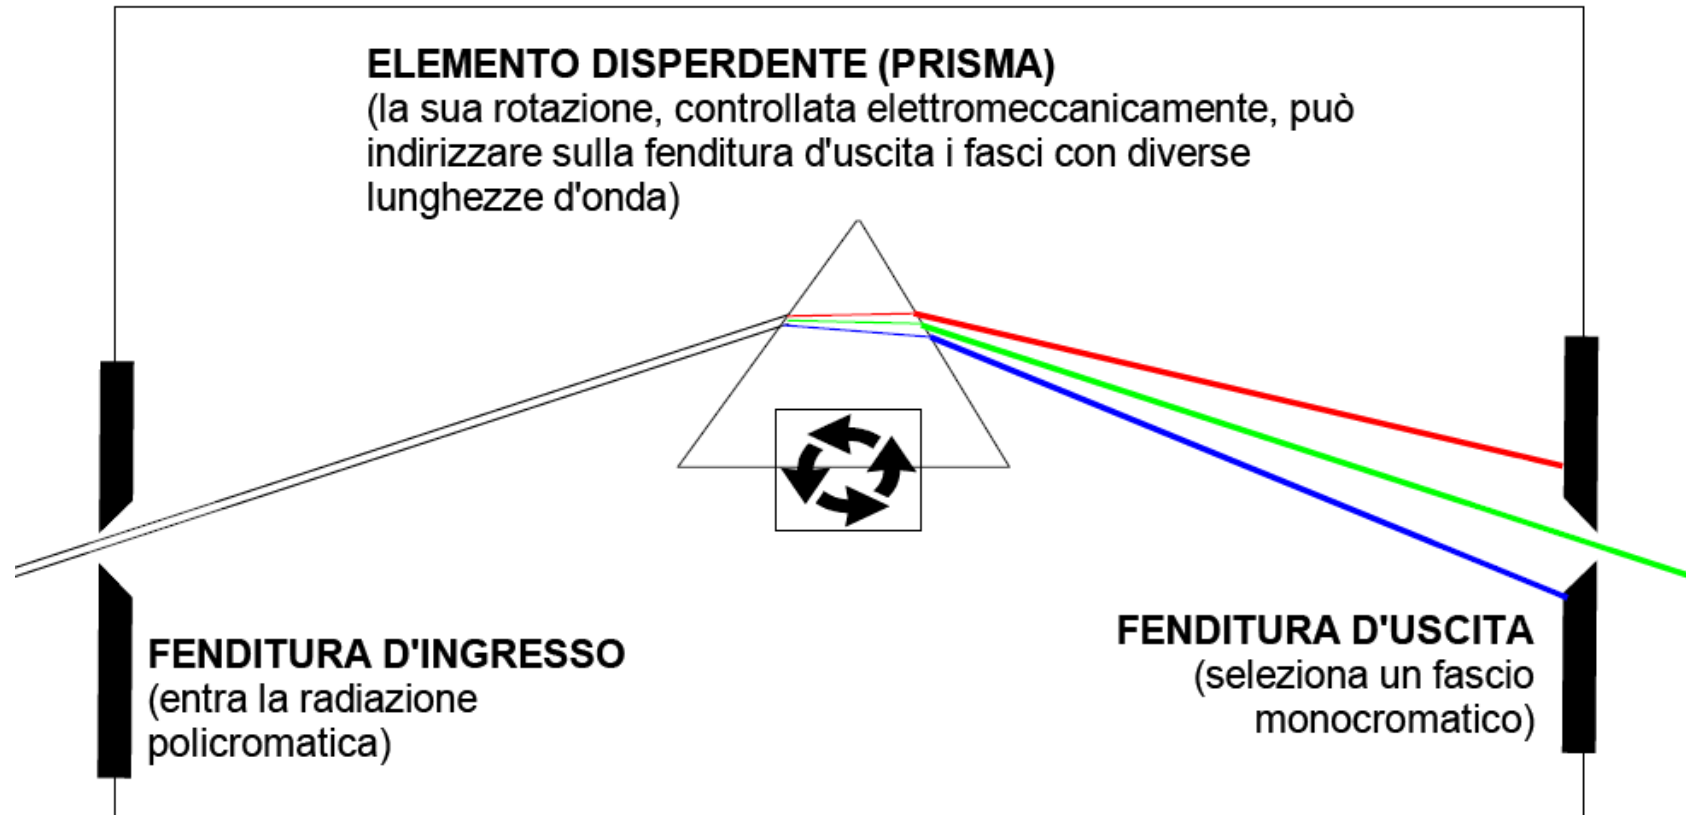 ELEMENTO DISPERDENTE (PRISMA)
(la sua rotazione, controllata elettromeccanicamente, può
indirizzare sulla fenditura d'uscita i fasci con diverse
lunghezze d'onda)
FENDITURA D'INGRESSO
(entra la radiazione
policromatica)
FENDITURA D'USCITA
(seleziona un fascio
monocromatico)